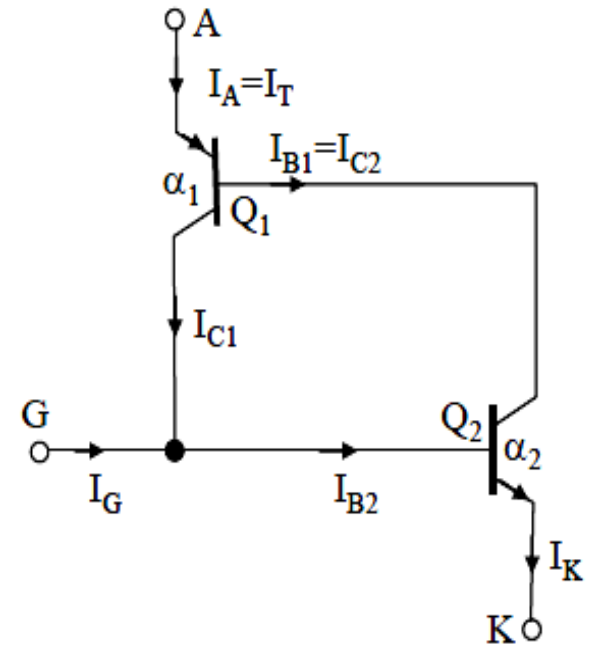 A
I_A=I_T
I_B1=I_C2
α_1
Q_1
I_C1
G
Q_2
α_2
I_G
I_B2
I_K
K